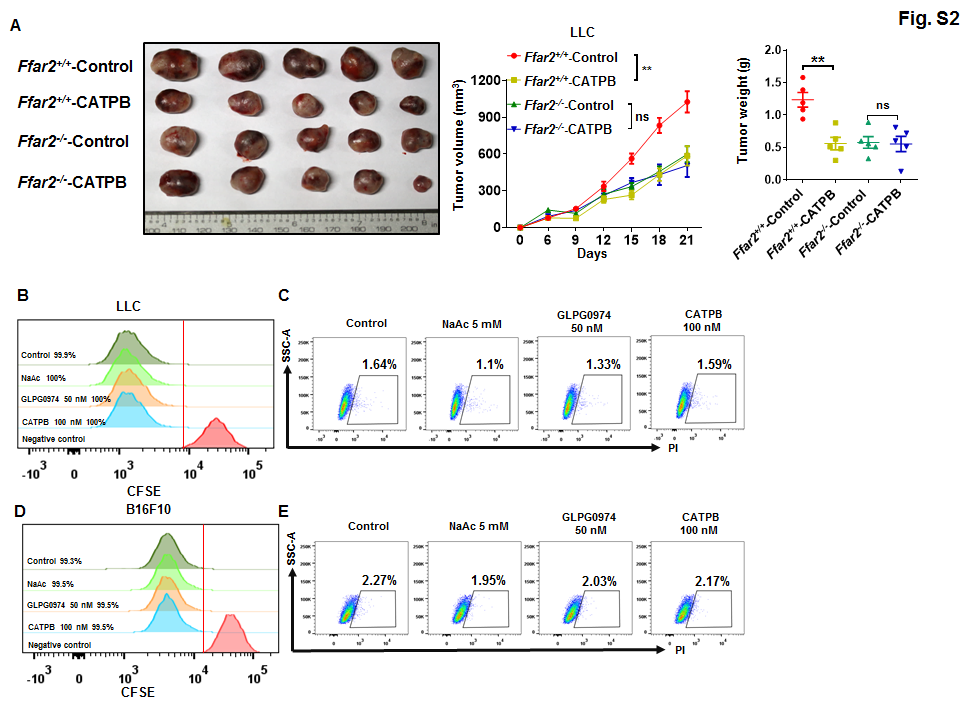 Fig. S2
A
Ffar2+/+-Control
Ffar2+/+-CATPB
Ffar2-/--Control
Ffar2-/--CATPB
LLC
Ffar2+/+-Control
Ffar2+/+-CATPB
Ffar2-/--Control
Ffar2-/--CATPB
**
ns
Tumor volume (mm3)
1200
900
600
300
0
0 6 9 12 15 18 21
Days
Tumor weight (g)
2.0
1.5
1.0
0.5
0.0
**
ns
Ffar2+/+-Control
Ffar2+/+-CATPB
Ffar2-/--Control
Ffar2-/--CATPB
B
LLC
Control 99.9%
NaAc 100%
GLPG0974 50 nM 100%
CATPB 100 nM 100%
Negative control
-103 0 103 104 105
CFSE
C
SSC-A
Control
NaAc 5 mM
GLPG0974
50 nM
CATPB
100 nM
1.64%
1.1%
1.33%
1.59%
PI
D
B16F10
Control 99.3%
NaAc 99.5%
GLPG0974 50 nM 99.5%
CATPB 100 nM 99.5%
Negative control
-103 0 103 104 105
CFSE
E
SSC-A
Control
NaAc 5 mM
GLPG0974
50 nM
CATPB
100 nM
2.27%
1.95%
2.03%
2.17%
PI